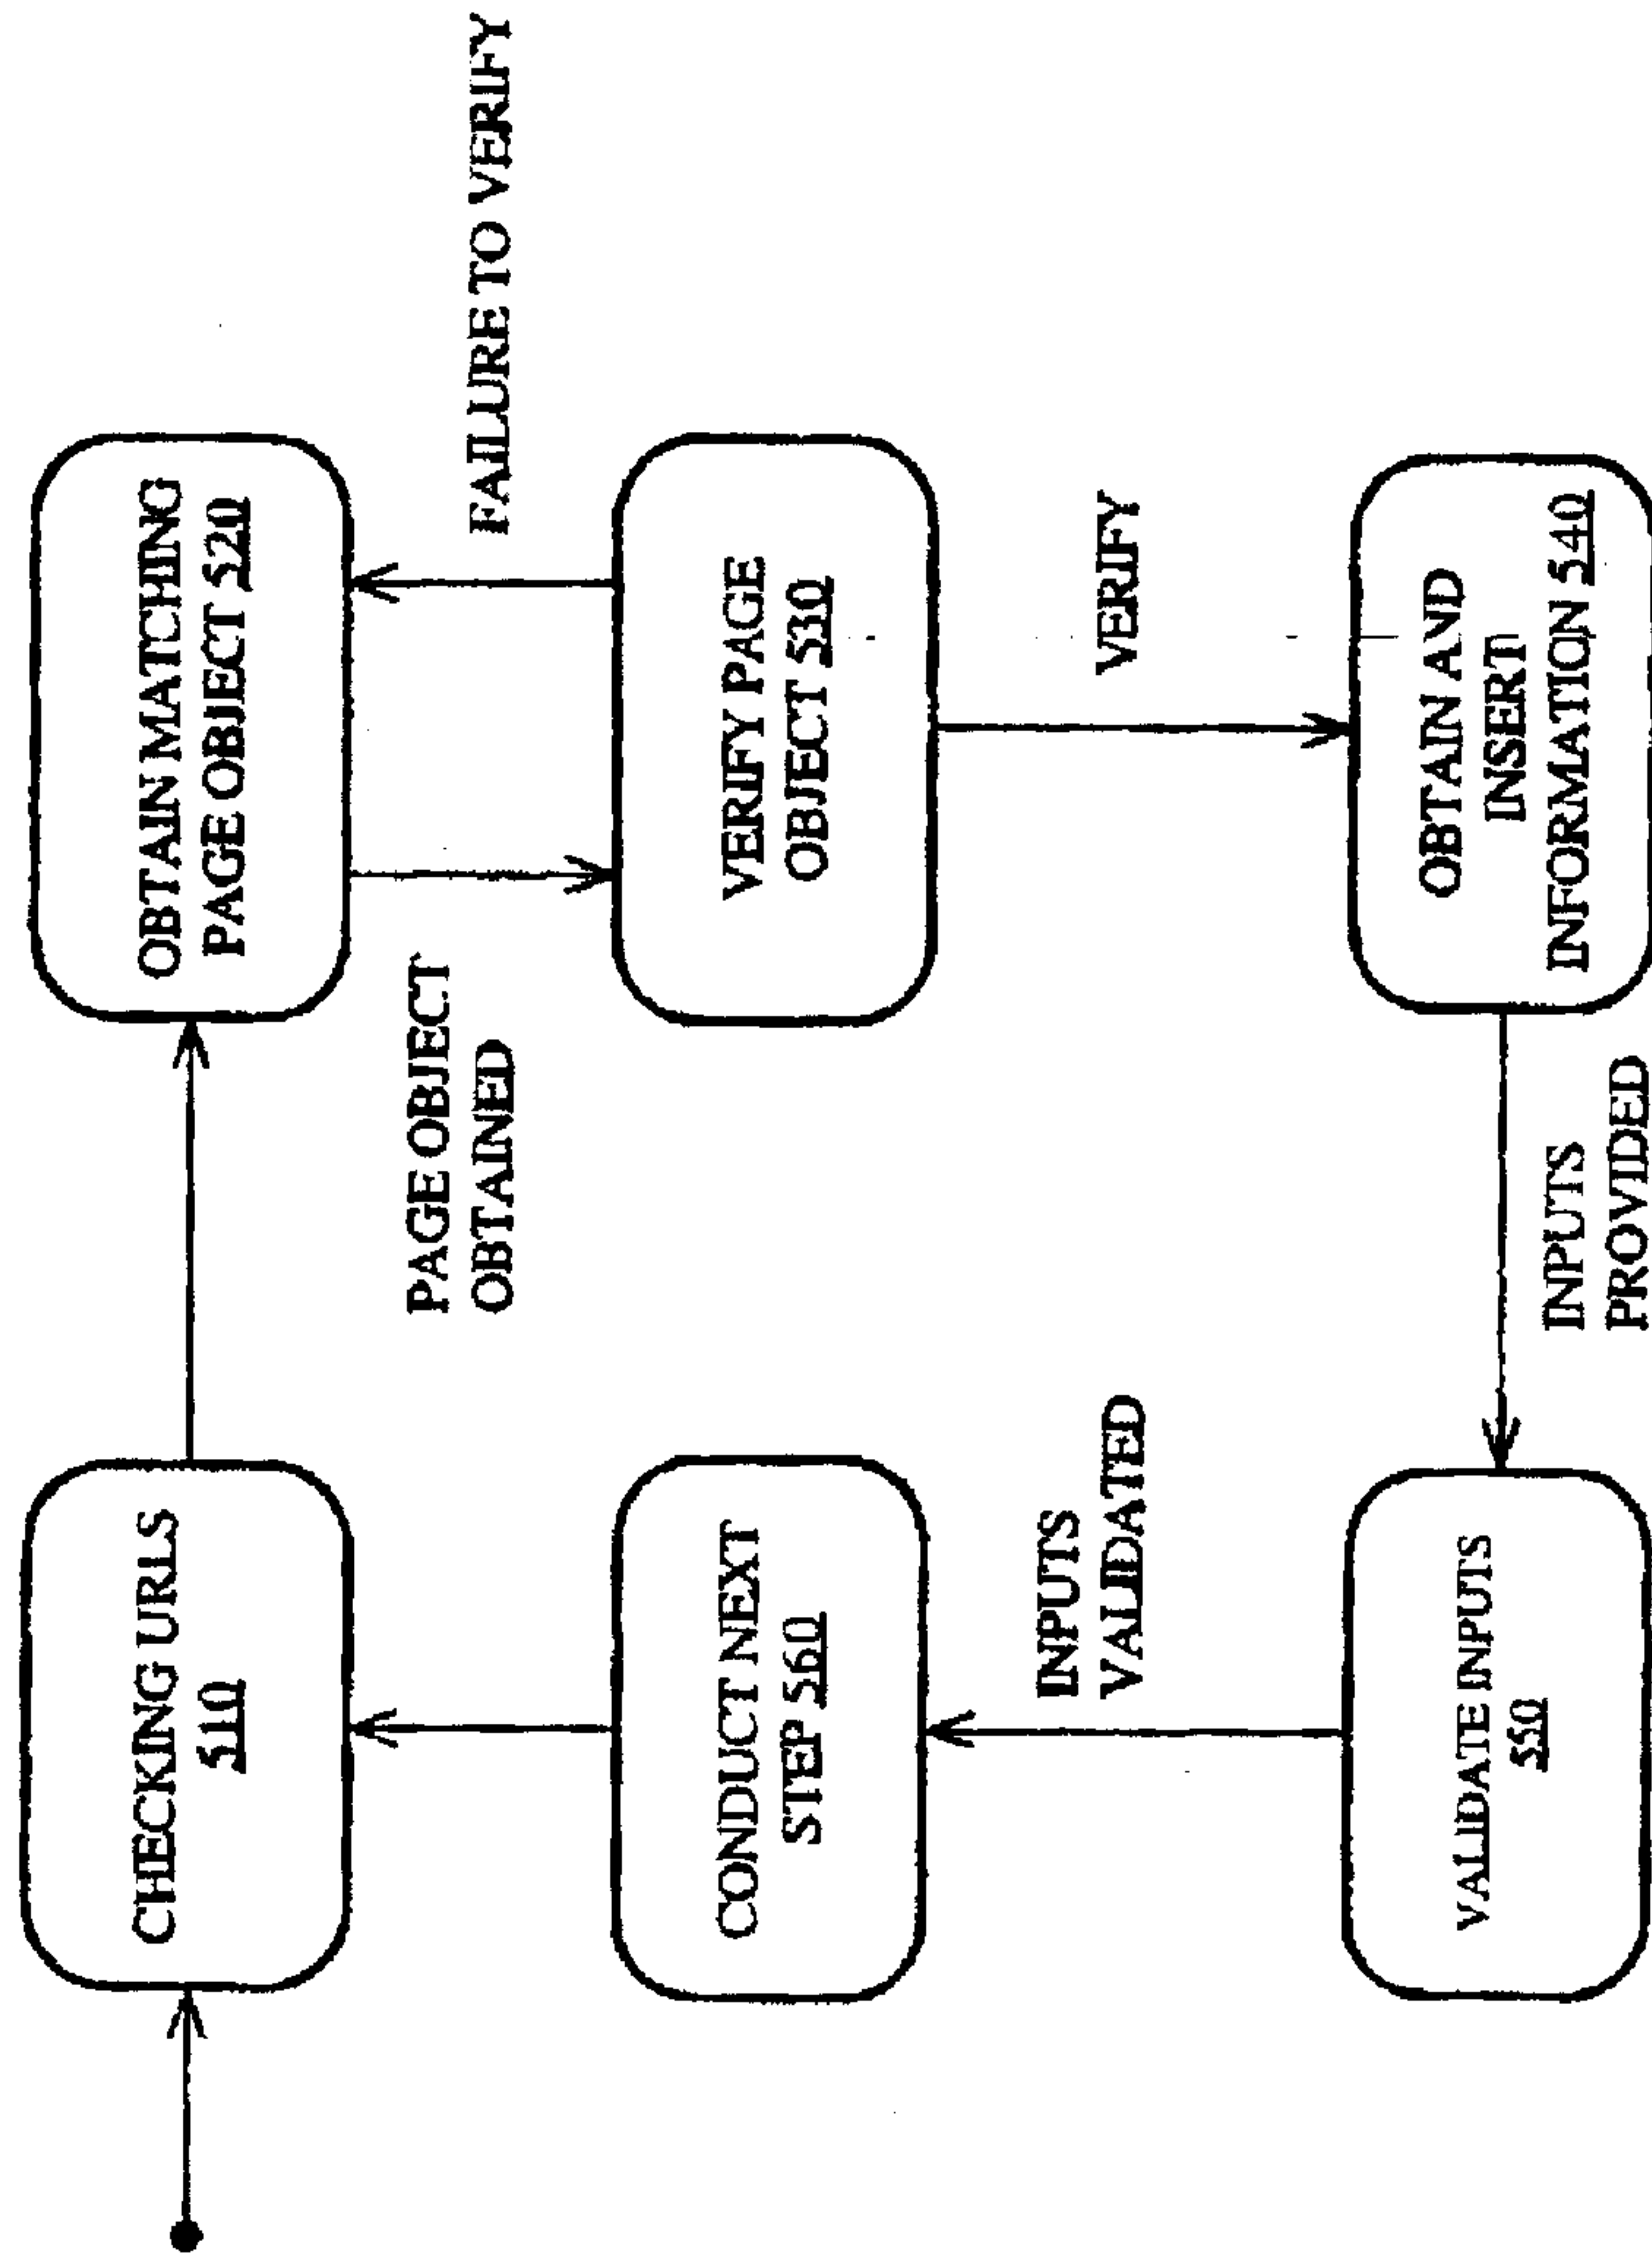 CHECKING URLS
510
OBTAIN MATCHING
PAGE OBJECT 520
PAGE OBJECT
OBTAINED
FAILURE TO VERIFY
CONDUCT NEXT
STEP 560
VERIFY PAGE
OBJECT 530
INPUTS
VALIDATED
VERIFY
VALIDATE INPUTS
550
INPUTS
PROVIDED
OBTAIN AND
INSERT
INFORMATION 540